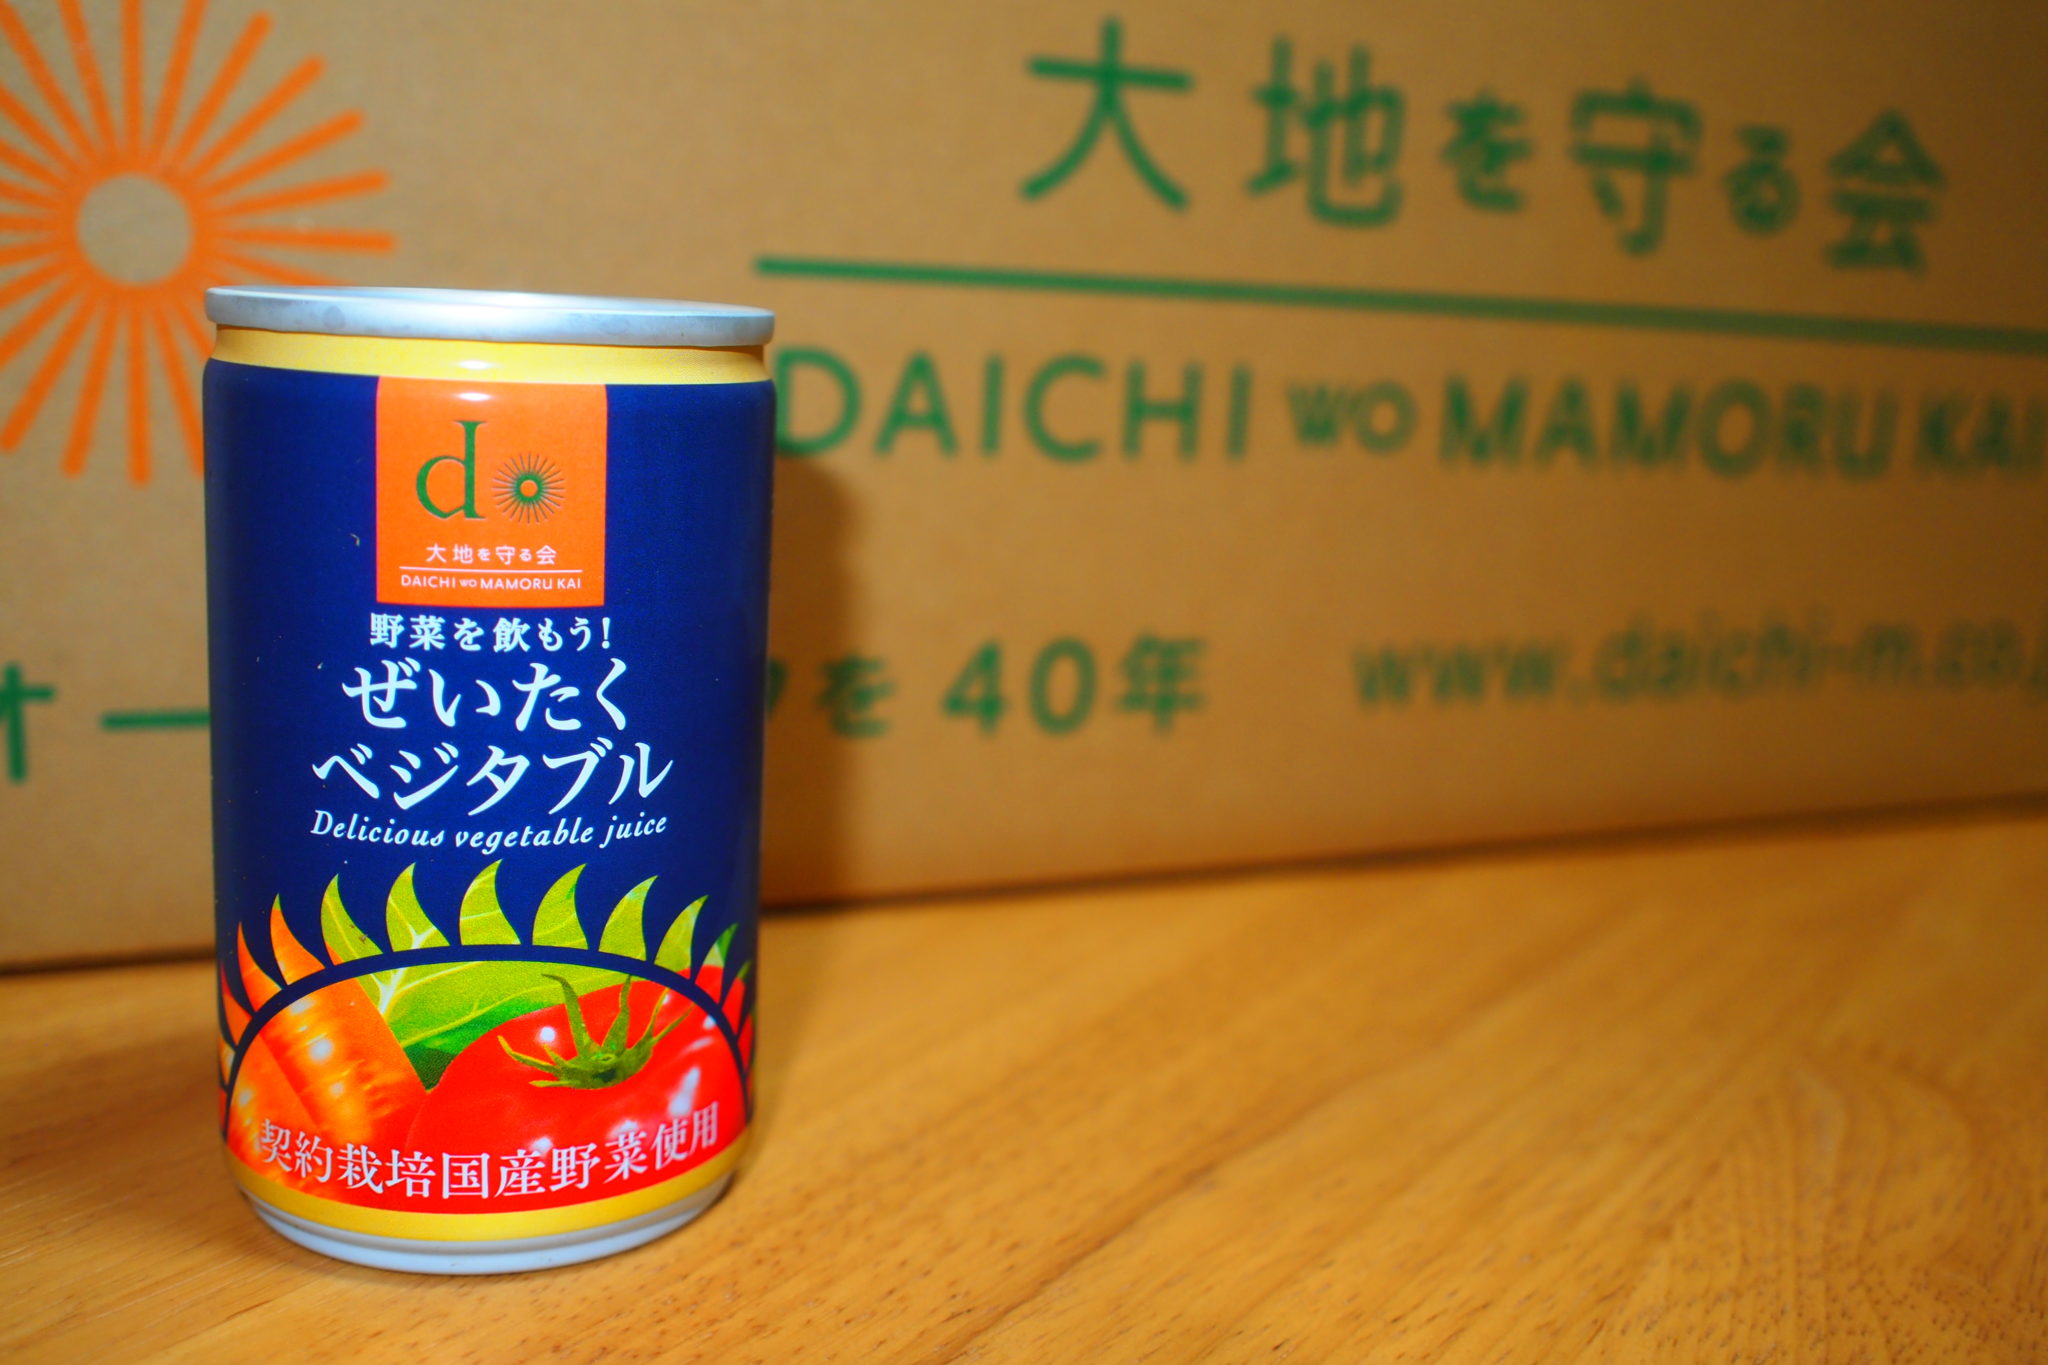 大地を守る会
DAICHI WO MAMORU KAI
を40年
www.daichi-m.co.j
do
大地を守る会
DAICHI WO MAMORU KAI
野菜を飲もう!
ぜいたく
ベジタブル
Delicious vegetable juice
契約栽培国産野菜使用